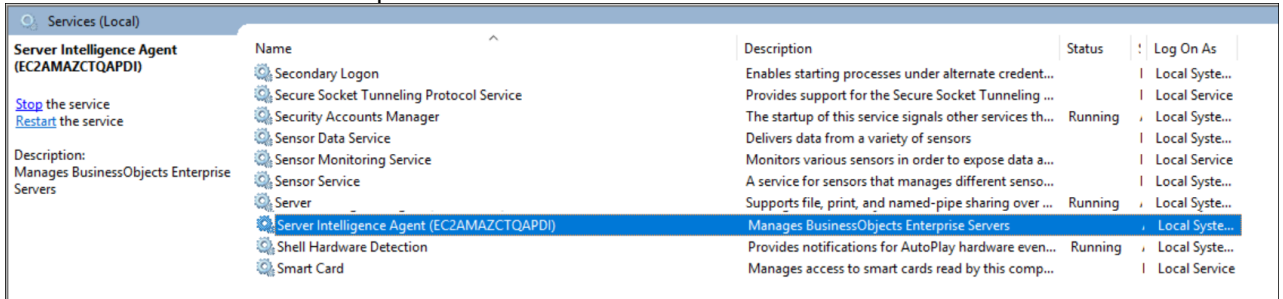 Services (Local)
Server Intelligence Agent (EC2AMAZCTQAPDI)
Stop the service
Restart the service
Description:
Manages BusinessObjects Enterprise Servers
Name Description Status Log On As
Secondary Logon Enables starting processes under alternate credent... Local Syste...
Secure Socket Tunneling Protocol Service Provides support for the Secure Socket Tunneling ... Local Service
Security Accounts Manager The startup of this service signals other services th... Running Local Syste...
Sensor Data Service Delivers data from a variety of sensors Local Syste...
Sensor Monitoring Service Monitors various sensors in order to expose data a... Local Service
Sensor Service A service for sensors that manages different senso... Local Syste...
Server Supports file, print, and named-pipe sharing over ... Running Local Syste...
Server Intelligence Agent (EC2AMAZCTQAPDI) Manages BusinessObjects Enterprise Servers Local Syste...
Shell Hardware Detection Provides notifications for AutoPlay hardware even... Running Local Syste...
Smart Card Manages access to smart cards read by this comp... Local Service